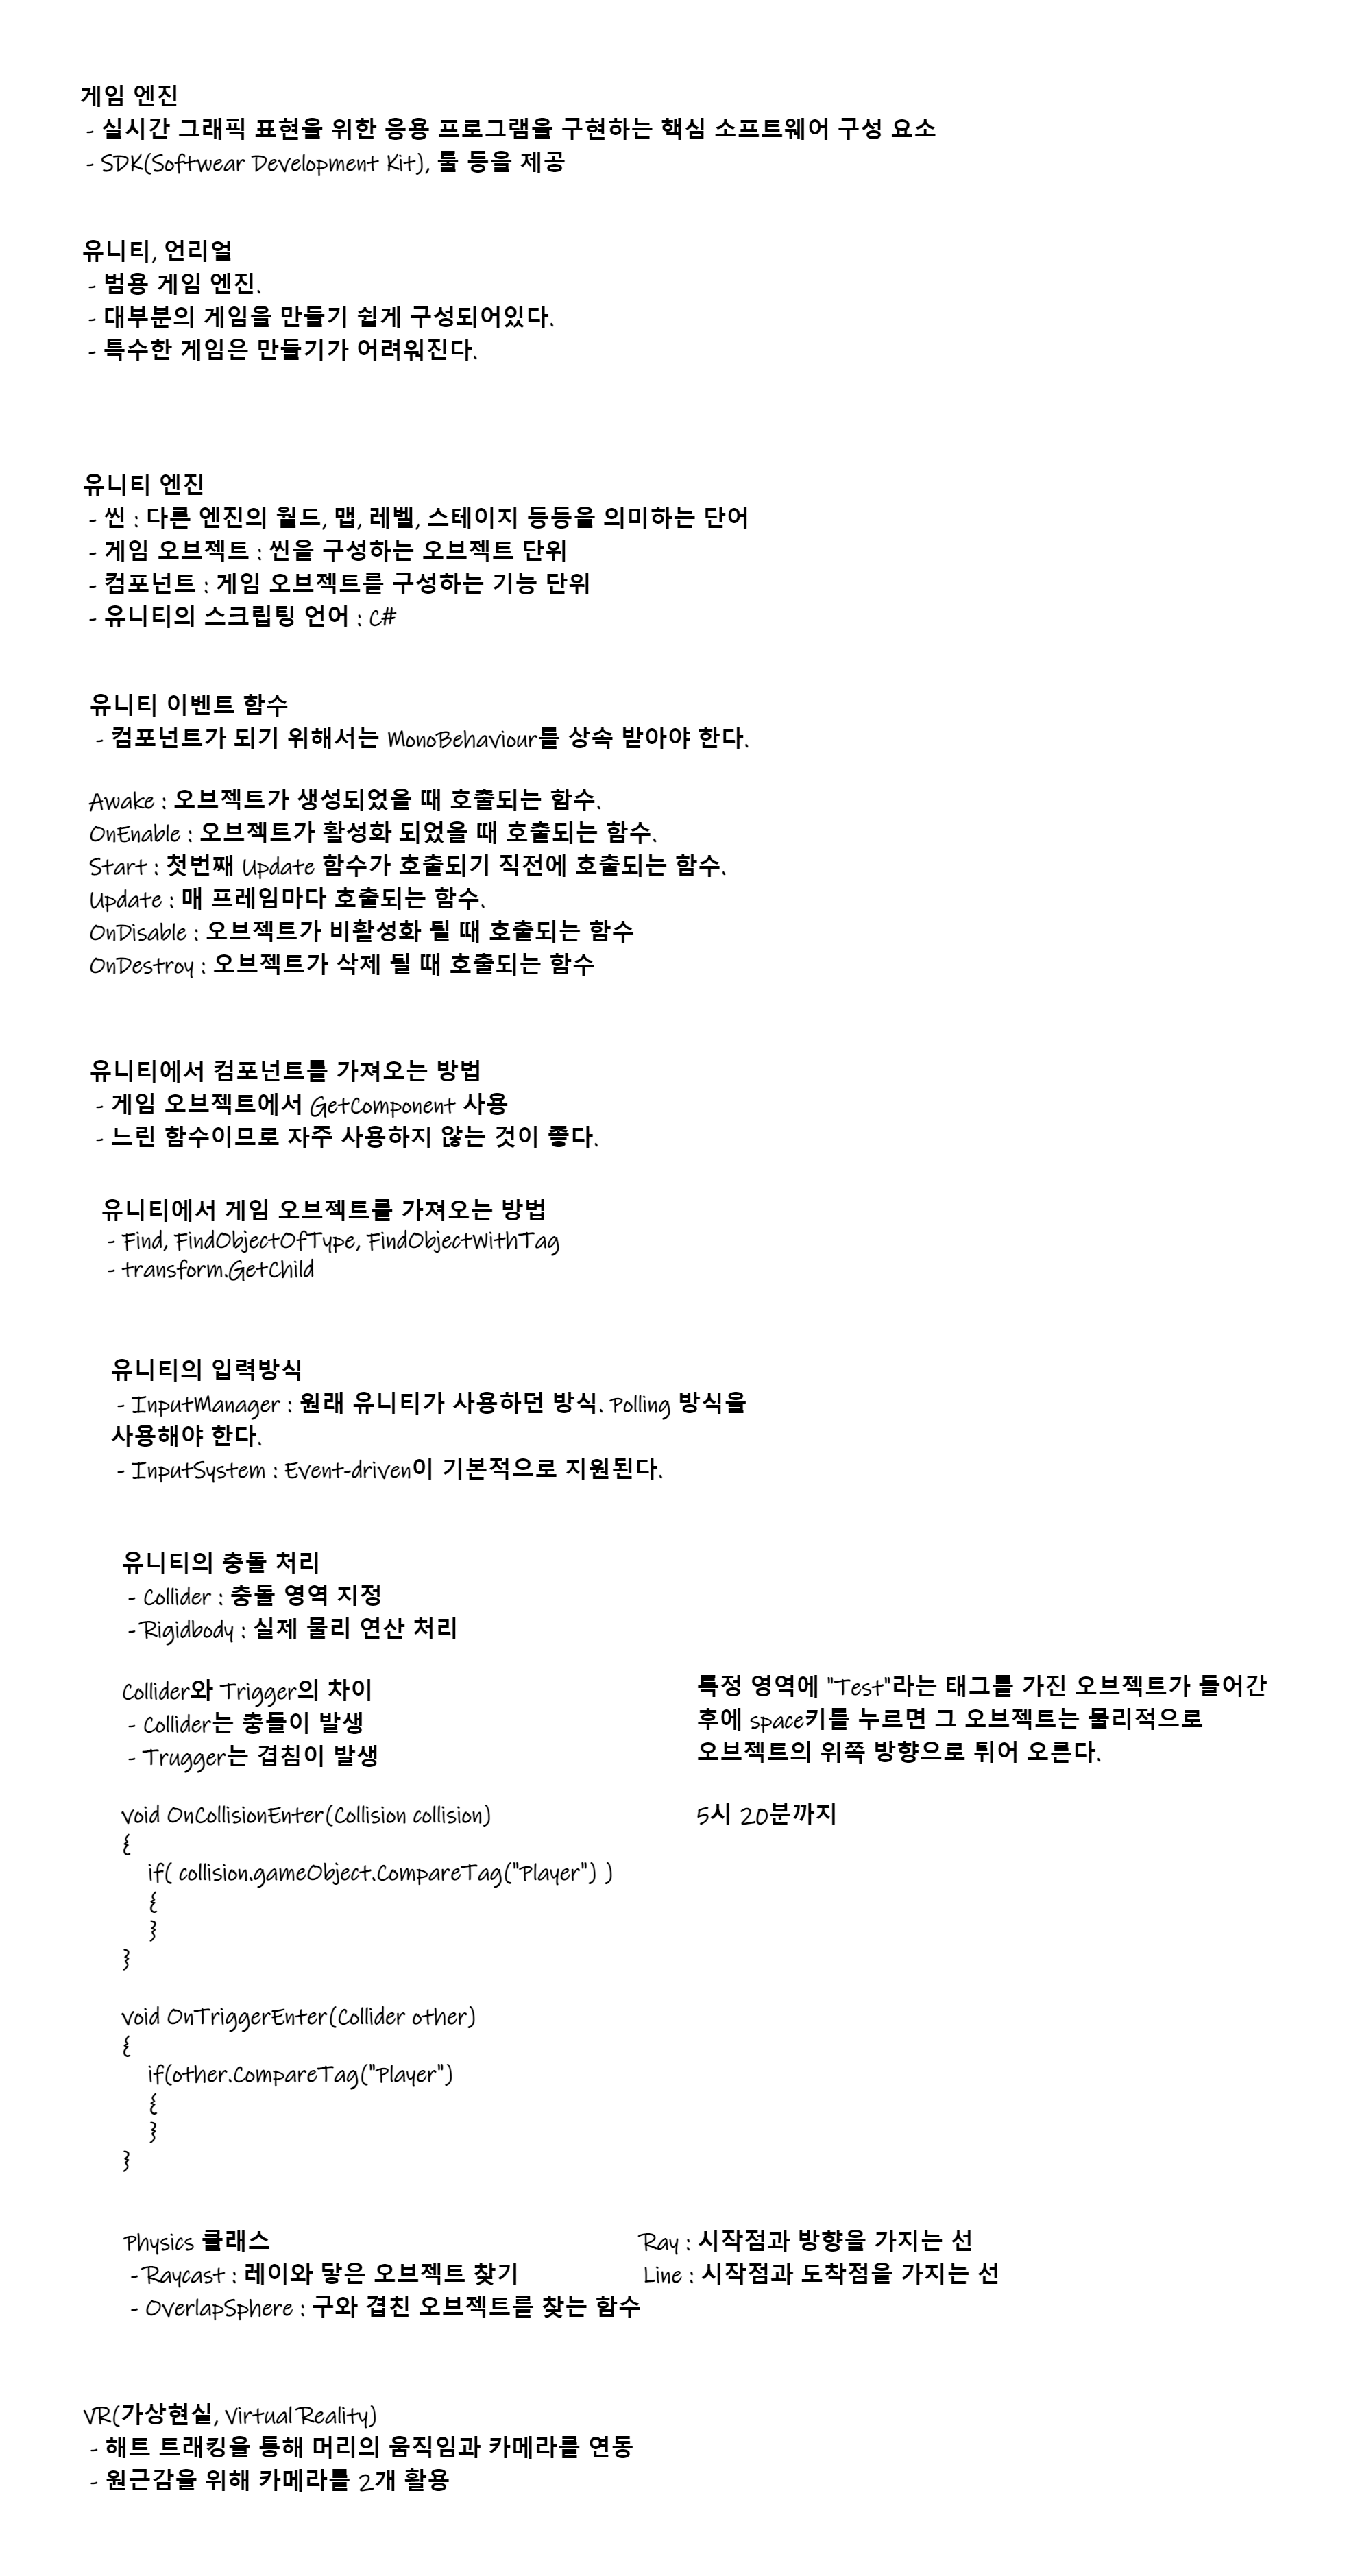 게임 엔진
- 실시간 그래픽 표현을 위한 응용 프로그램을 구현하는 핵심 소프트웨어 구성 요소
- SDK(Softwear Development Kit), 툴 등을 제공
유니티, 언리얼
- 범용 게임 엔진.
- 대부분의 게임을 만들기 쉽게 구성되어있다.
- 특수한 게임은 만들기가 어려워진다.
유니티 엔진
- 씬 : 다른 엔진의 월드, 맵, 레벨, 스테이지 등등을 의미하는 단어
- 게임 오브젝트 : 씬을 구성하는 오브젝트 단위
- 컴포넌트 : 게임 오브젝트를 구성하는 기능 단위
- 유니티의 스크립팅 언어 : C#
유니티 이벤트 함수
- 컴포넌트가 되기 위해서는 MonoBehaviour를 상속 받아야 한다.
Awake : 오브젝트가 생성되었을 때 호출되는 함수.
OnEnable : 오브젝트가 활성화 되었을 때 호출되는 함수.
Start : 첫번째 Update 함수가 호출되기 직전에 호출되는 함수.
Update : 매 프레임마다 호출되는 함수.
OnDisable : 오브젝트가 비활성화 될 때 호출되는 함수
OnDestroy : 오브젝트가 삭제 될 때 호출되는 함수
유니티에서 컴포넌트를 가져오는 방법
- 게임 오브젝트에서 GetComponent 사용
- 느린 함수이므로 자주 사용하지 않는 것이 좋다.
유니티에서 게임 오브젝트를 가져오는 방법
- Find, FindObjectOfType, FindObjectWithTag
- transform.GetChild
유니티의 입력방식
- InputManager : 원래 유니티가 사용하던 방식. Polling 방식을
사용해야 한다.
- InputSystem : Event-driven이 기본적으로 지원된다.
유니티의 충돌 처리
- Collider : 충돌 영역 지정
- Rigidbody : 실제 물리 연산 처리
Collider와 Trigger의 차이
- Collider는 충돌이 발생
- Trugger는 겹침이 발생
void OnCollisionEnter(Collision collision)
{
if( collision.gameObject.CompareTag("Player") )
{
}
}
void OnTriggerEnter(Collider other)
{
if(other.CompareTag("Player")
{
}
}
특정 영역에 "Test"라는 태그를 가진 오브젝트가 들어간
후에 space키를 누르면 그 오브젝트는 물리적으로
오브젝트의 위쪽 방향으로 튀어 오른다.
5시 20분까지
Physics 클래스
- Raycast : 레이와 닿은 오브젝트 찾기
- OverlapSphere : 구와 겹친 오브젝트를 찾는 함수
Ray : 시작점과 방향을 가지는 선
Line : 시작점과 도착점을 가지는 선
VR(가상현실, Virtual Reality)
- 해트 트래킹을 통해 머리의 움직임과 카메라를 연동
- 원근감을 위해 카메라를 2개 활용